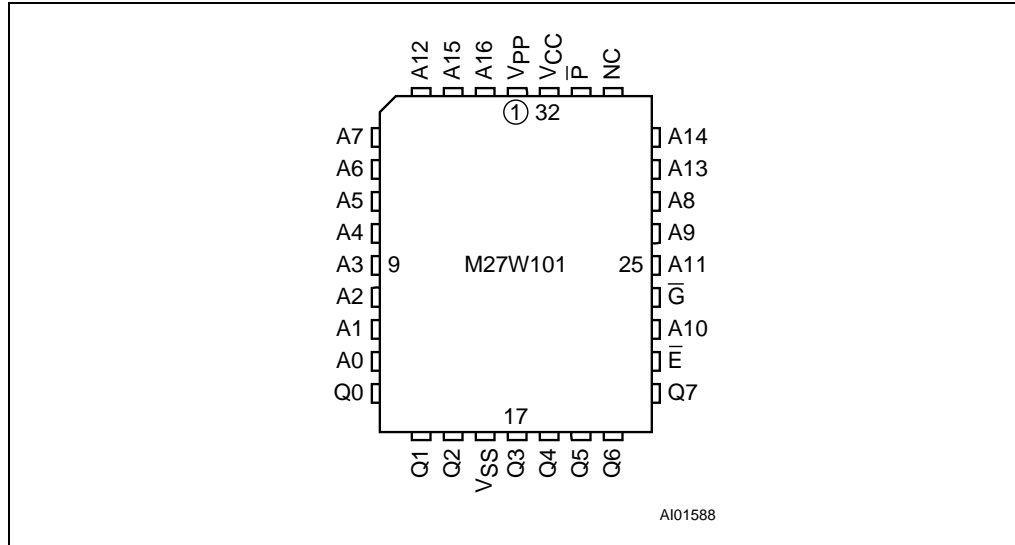 A12 A15 A16 VPP VCC P̅ NC
① 32
A7 A14
A6 A13
A5 A8
A4 A9
A3 9 M27W101 25 A11
A2 G̅
A1 A10
A0 E̅
Q0 Q7
17
Q1 Q2 VSS Q3 Q4 Q5 Q6
AI01588